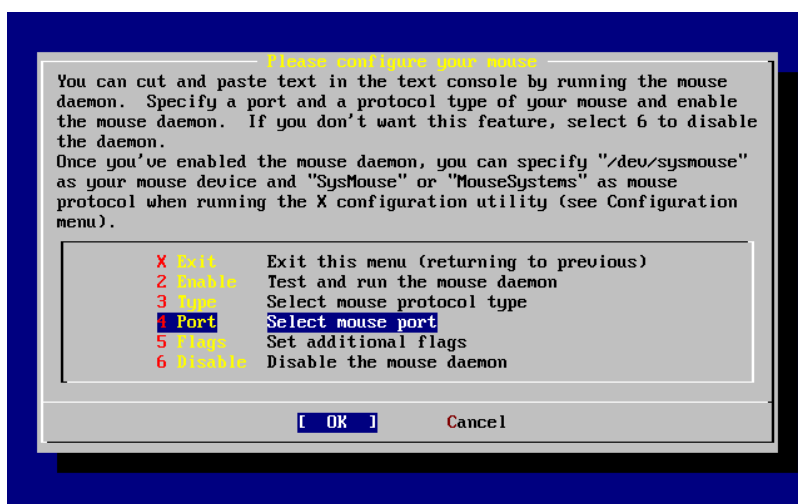 Please configure your mouse
You can cut and paste text in the text console by running the mouse
daemon.  Specify a port and a protocol type of your mouse and enable
the mouse daemon.  If you don't want this feature, select 6 to disable
the daemon.
Once you've enabled the mouse daemon, you can specify "/dev/sysmouse"
as your mouse device and "SysMouse" or "MouseSystems" as mouse
protocol when running the X configuration utility (see Configuration
menu).
X Exit Exit this menu (returning to previous)
2 Enable Test and run the mouse daemon
3 Type Select mouse protocol type
4 Port Select mouse port
5 Flags Set additional flags
6 Disable Disable the mouse daemon
[ OK ] Cancel